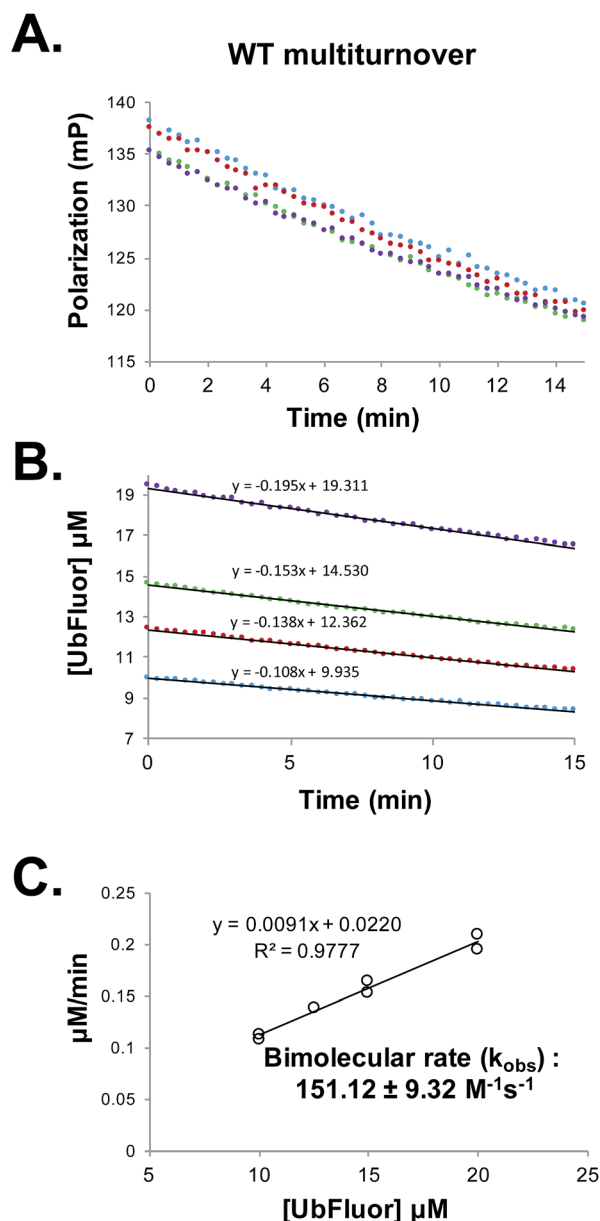 A.
WT multiturnover
140
135
130
125
120
115
Polarization (mP)
0 2 4 6 8 10 12 14
Time (min)
B.
19
17
15
13
11
9
7
[UbFluor] µM
y = -0.195x + 19.311
y = -0.153x + 14.530
y = -0.138x + 12.362
y = -0.108x + 9.935
0 5 10 15
Time (min)
C.
0.25
0.2
0.15
0.1
0.05
0
µM/min
y = 0.0091x + 0.0220
R² = 0.9777
Bimolecular rate (kobs) :
151.12 ± 9.32 M-1s-1
5 10 15 20 25
[UbFluor] µM